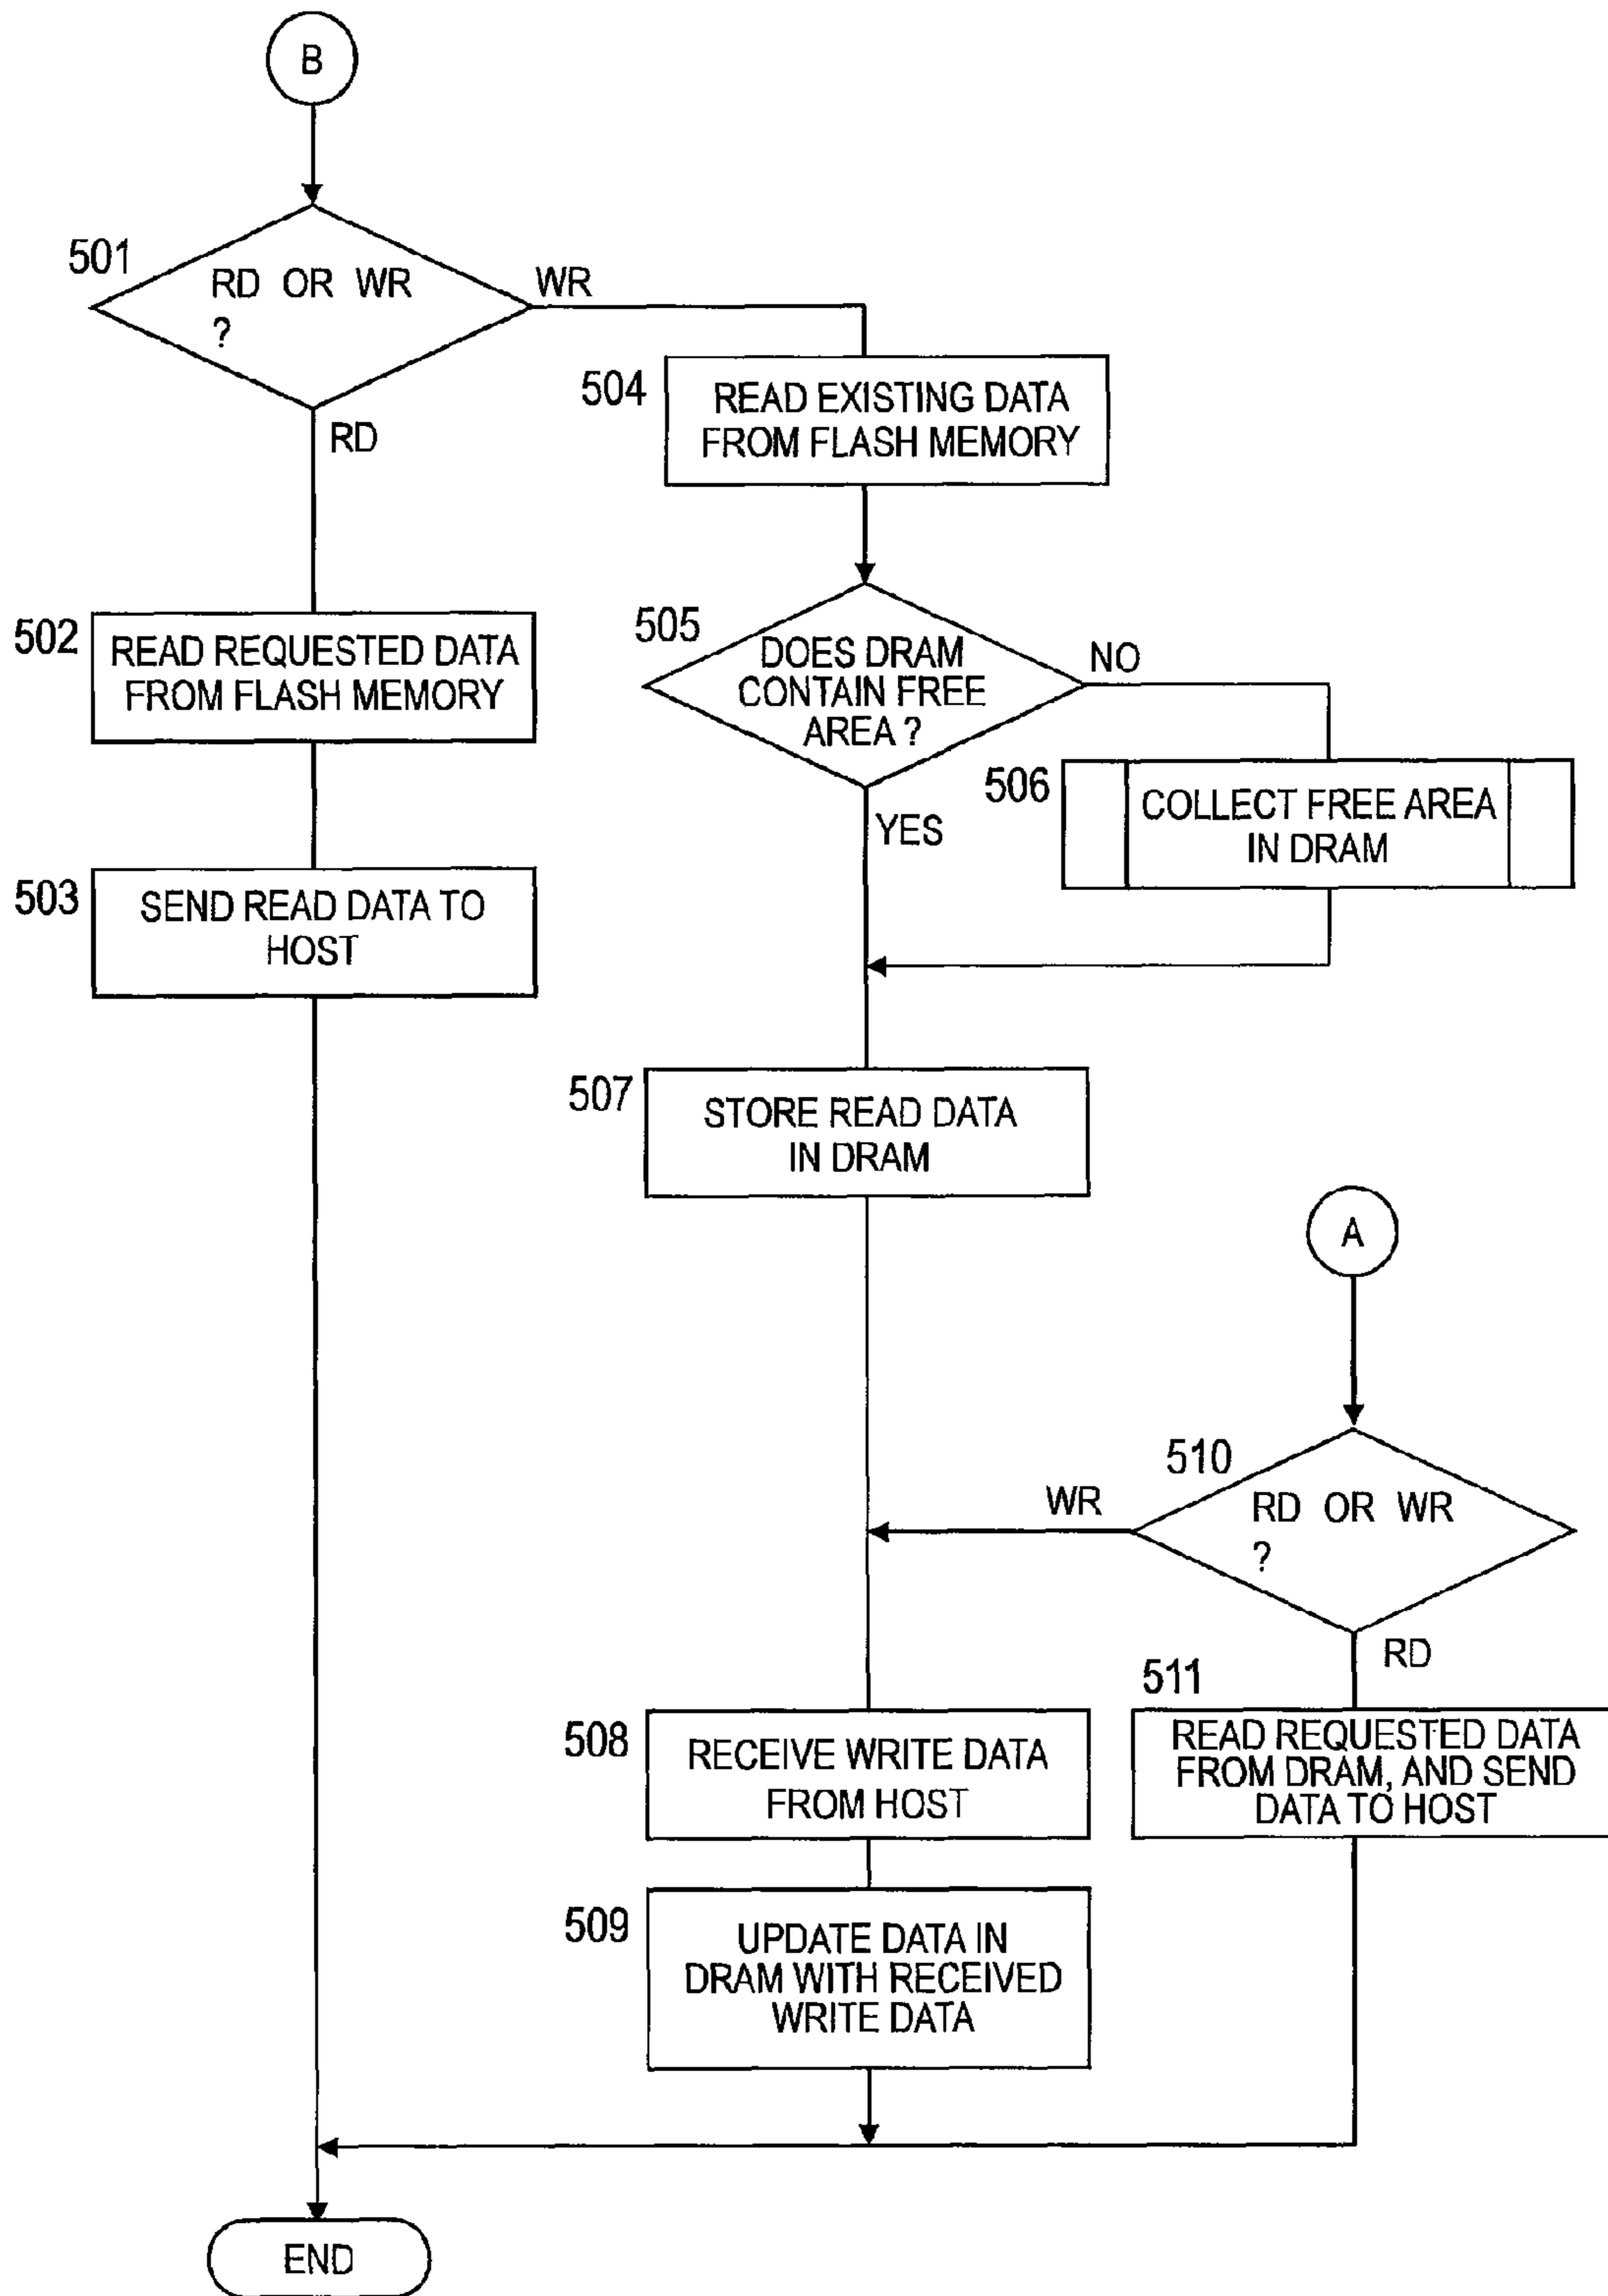 B
501
RD OR WR
?
WR
RD
504
READ EXISTING DATA
FROM FLASH MEMORY
502
READ REQUESTED DATA
FROM FLASH MEMORY
505
DOES DRAM
CONTAIN FREE
AREA ?
NO
YES
506
COLLECT FREE AREA
IN DRAM
503
SEND READ DATA TO
HOST
507
STORE READ DATA
IN DRAM
A
510
RD OR WR
?
WR
RD
508
RECEIVE WRITE DATA
FROM HOST
511
READ REQUESTED DATA
FROM DRAM, AND SEND
DATA TO HOST
509
UPDATE DATA IN
DRAM WITH RECEIVED
WRITE DATA
END